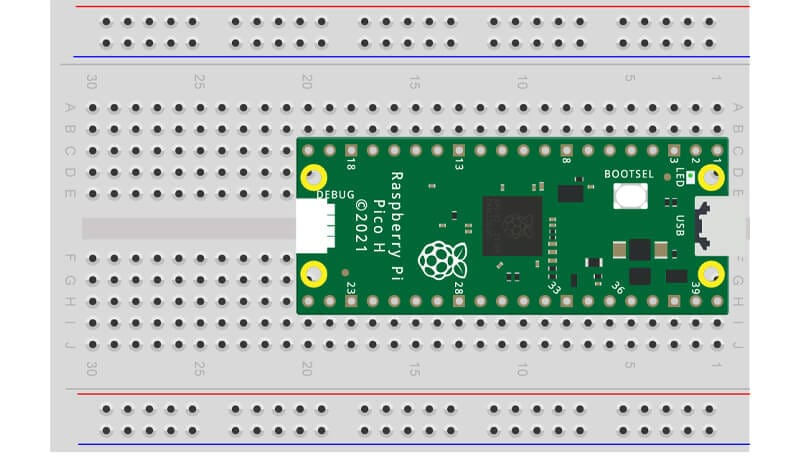 30 25 20 15 10 5 1
A A
B B
C C
D
E E
18 13 8 3 2 1
DEBUG
Raspberry Pi
Pico H
©2021
BOOTSEL
LED
USB
23 28 33 36 39
F
G G
H H
I I
J J
30 25 20 15 10 5 1